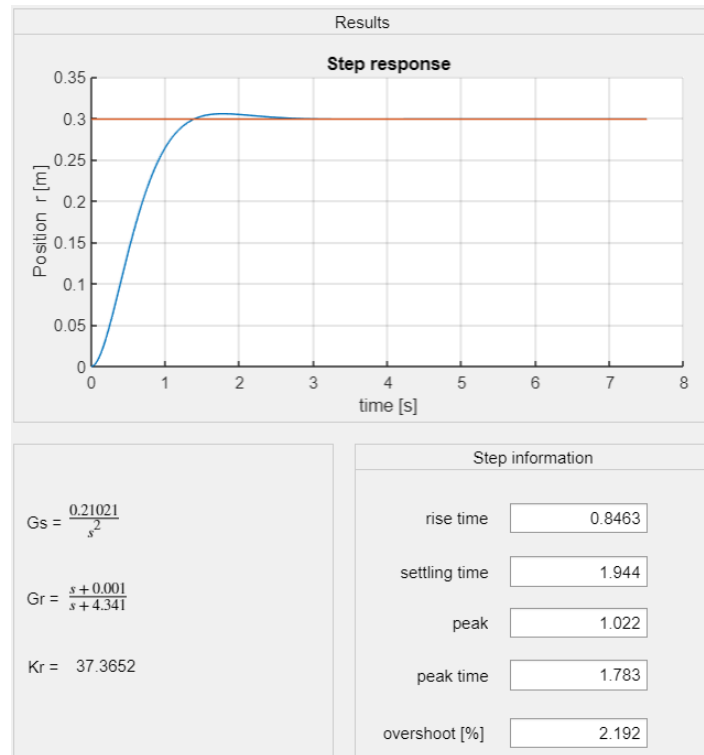 Results
Step response
0.35
0.3
0.25
0.2
0.15
0.1
0.05
0
Position r [m]
0 1 2 3 4 5 6 7 8
time [s]
Gs = 0.21021 / s^2
Gr = s + 0.001 / s + 4.341
Kr = 37.3652
Step information
rise time 0.8463
settling time 1.944
peak 1.022
peak time 1.783
overshoot [%] 2.192